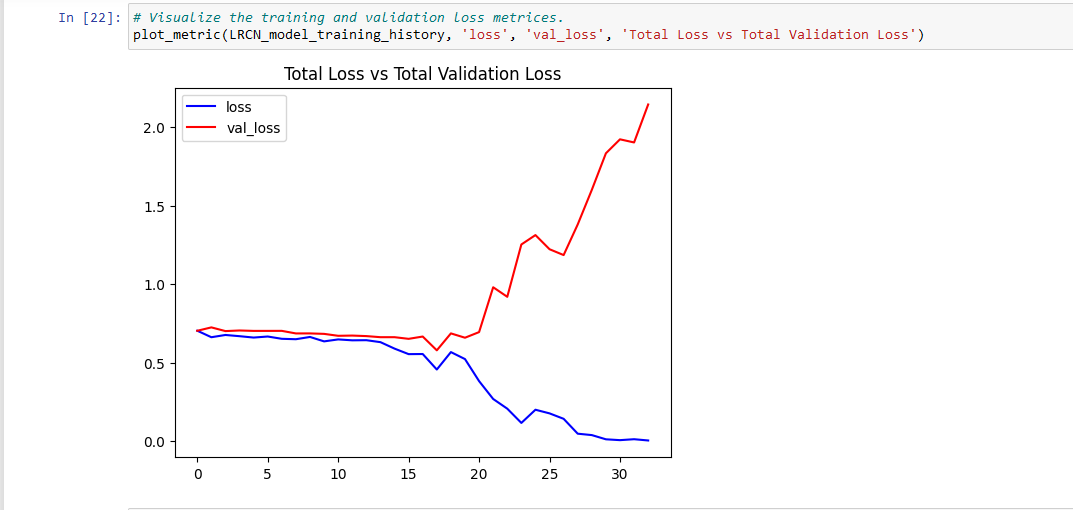 In [22]: # Visualize the training and validation loss metrices.
plot_metric(LRCN_model_training_history, 'loss', 'val_loss', 'Total Loss vs Total Validation Loss')
Total Loss vs Total Validation Loss
loss
val_loss
2.0
1.5
1.0
0.5
0.0
0 5 10 15 20 25 30